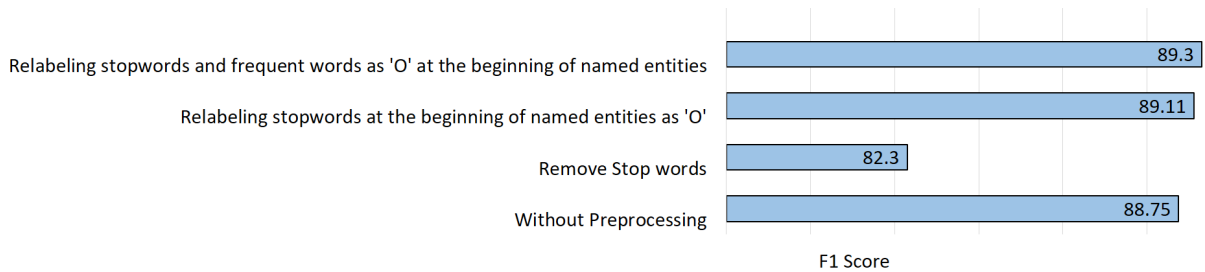 Relabeling stopwords and frequent words as 'O' at the beginning of named entities
89.3
Relabeling stopwords at the beginning of named entities as 'O'
89.11
Remove Stop words
82.3
Without Preprocessing
88.75
F1 Score